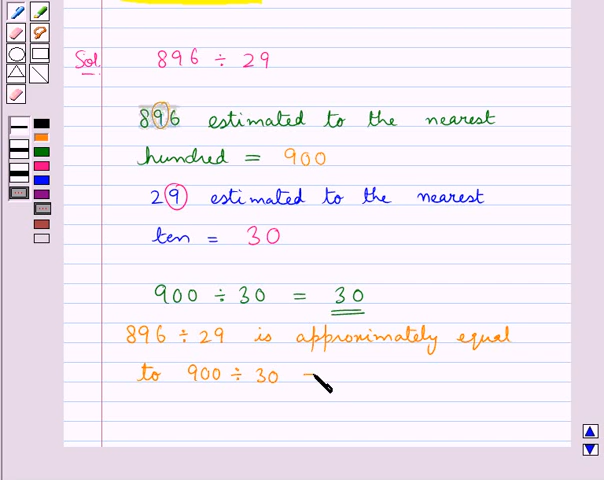 Sol. 896 ÷ 29
896 estimated to the nearest
hundred = 900
29 estimated to the nearest
ten = 30
900 ÷ 30 = 30
896 ÷ 29 is approximately equal
to 900 ÷ 30